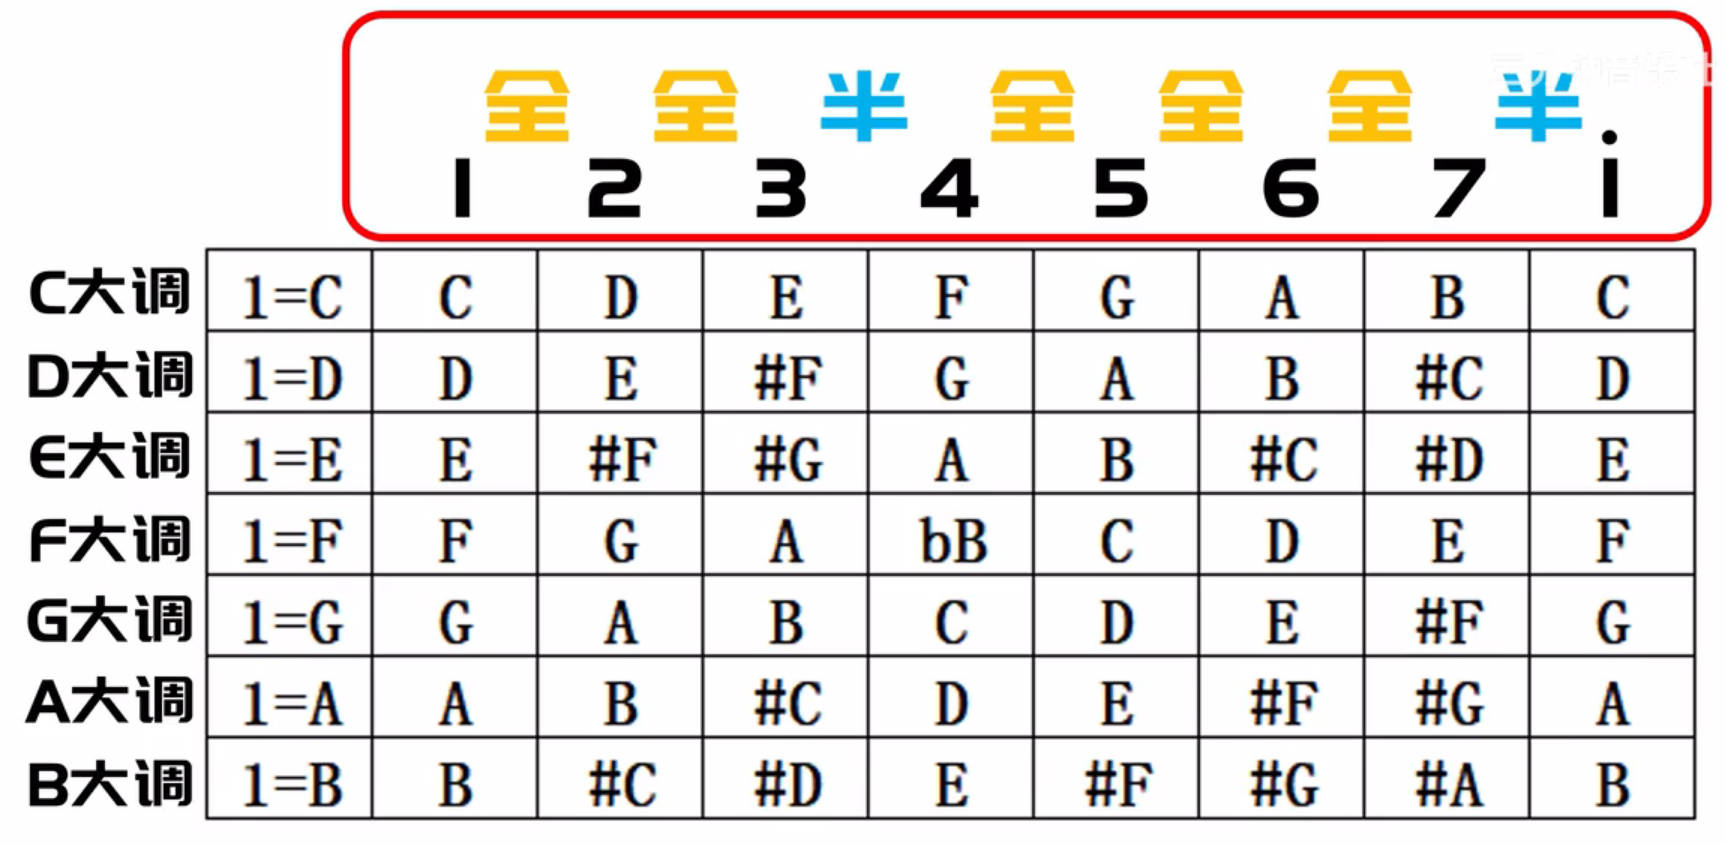 全 全 半 全 全 全 半
1 2 3 4 5 6 7 i
C大调 1=C C D E F G A B C
D大调 1=D D E #F G A B #C D
E大调 1=E E #F #G A B #C #D E
F大调 1=F F G A bB C D E F
G大调 1=G G A B C D E #F G
A大调 1=A A B #C D E #F #G A
B大调 1=B B #C #D E #F #G #A B